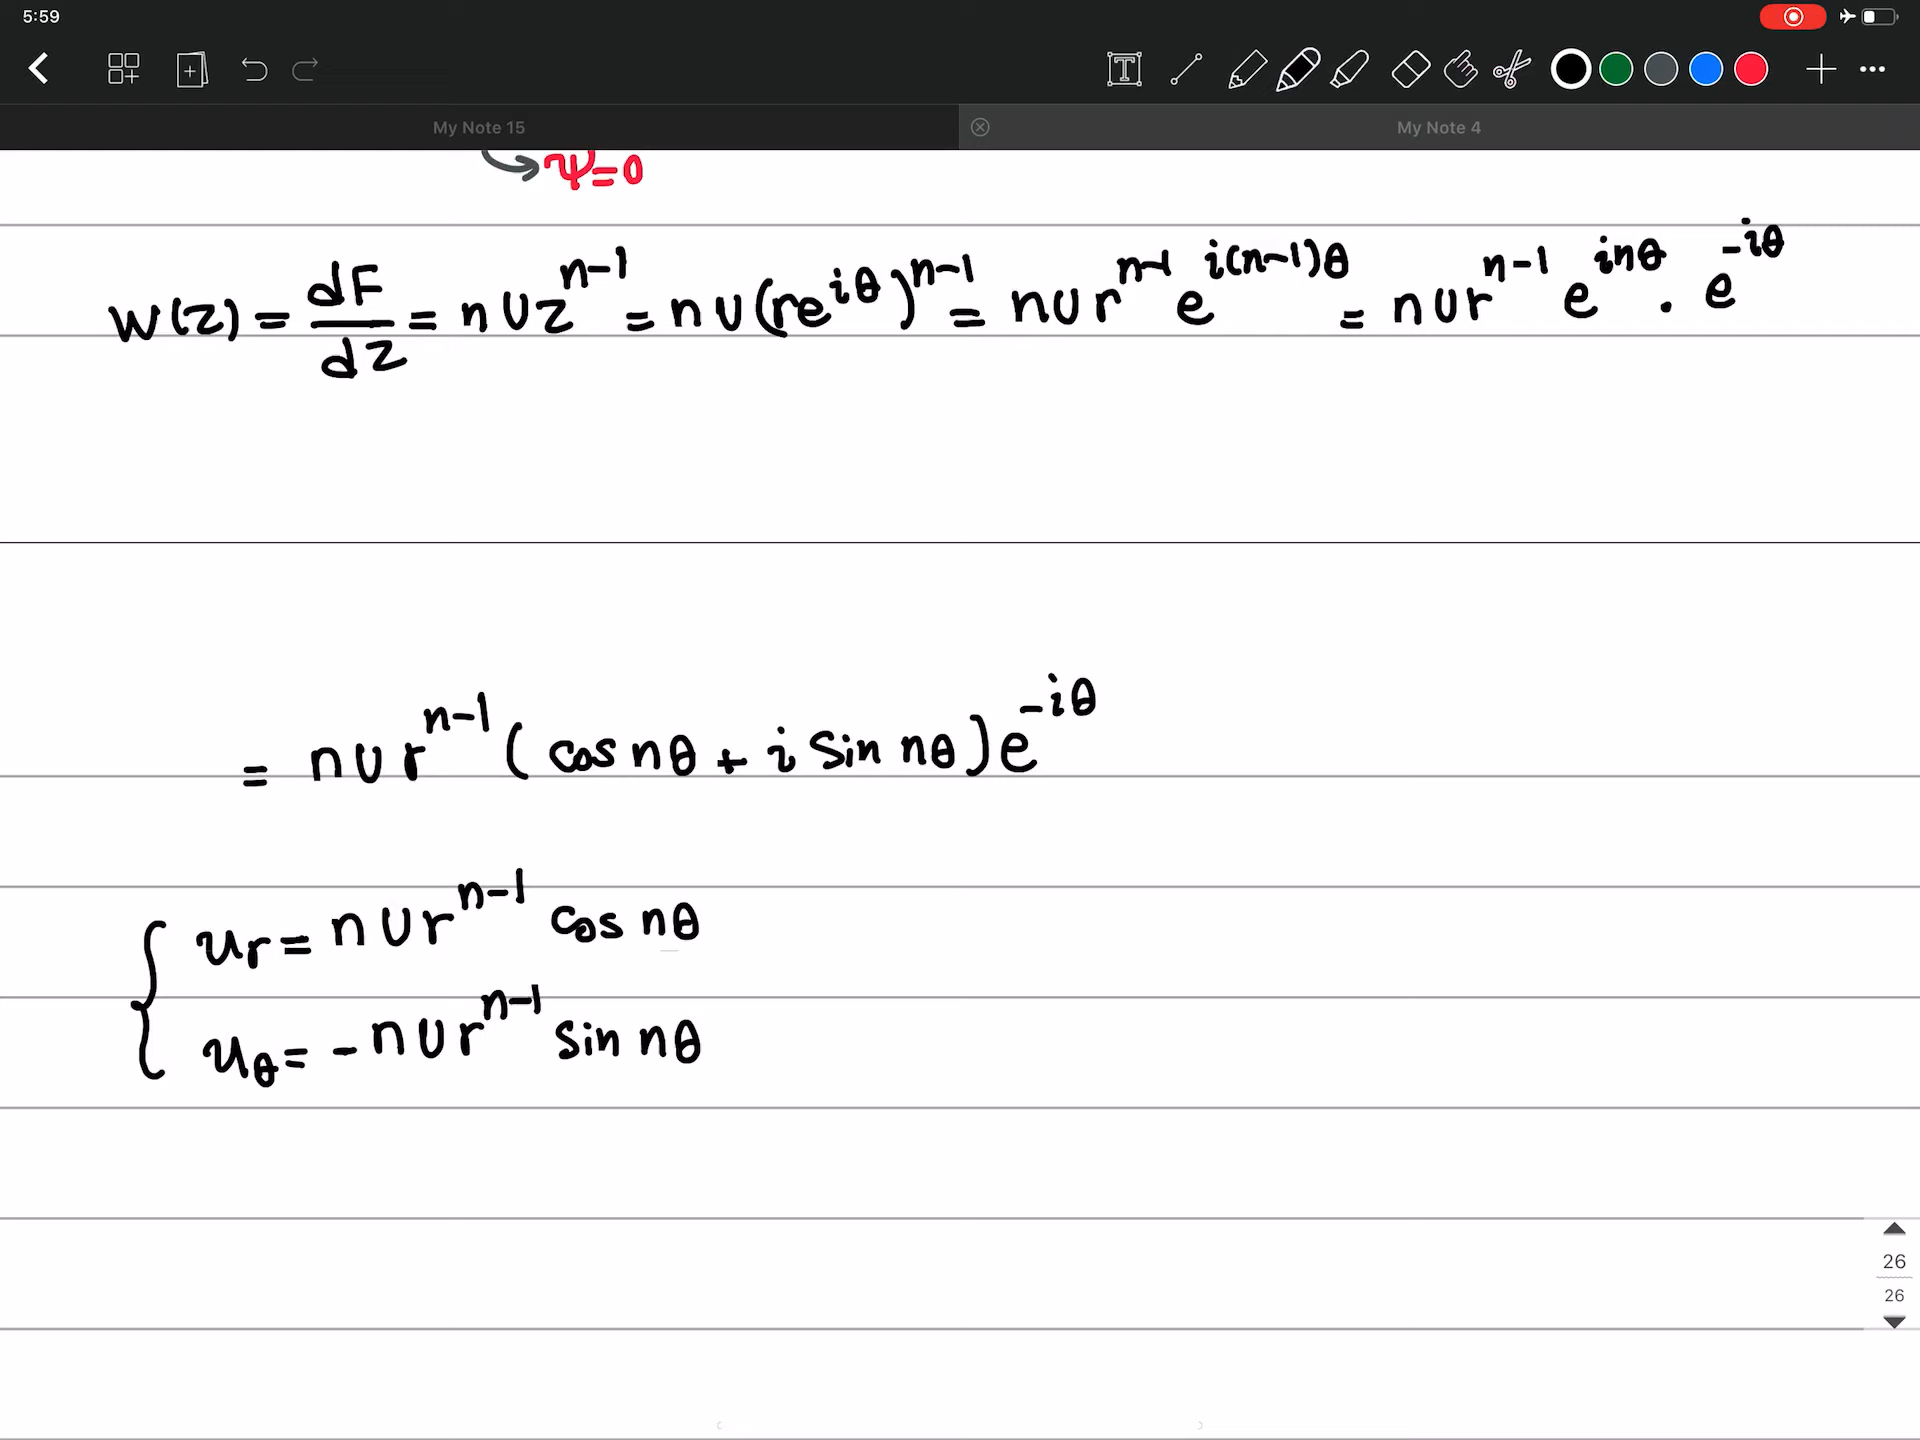 5:59
My Note 15
My Note 4
ψ=0
W(z) = dF/dz = nUz^(n-1) = nU(re^(iθ))^(n-1) = nUr^(n-1) e^(i(n-1)θ) = nUr^(n-1) e^(inθ) . e^(-iθ)
= nUr^(n-1) (cos nθ + i sin nθ) e^(-iθ)
{ u_r = nUr^(n-1) cos nθ
u_θ = -nUr^(n-1) sin nθ
26
26